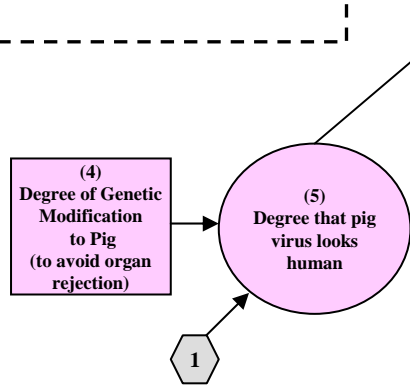 (4)
Degree of Genetic
Modification
to Pig
(to avoid organ
rejection)
(5)
Degree that pig
virus looks
human
1